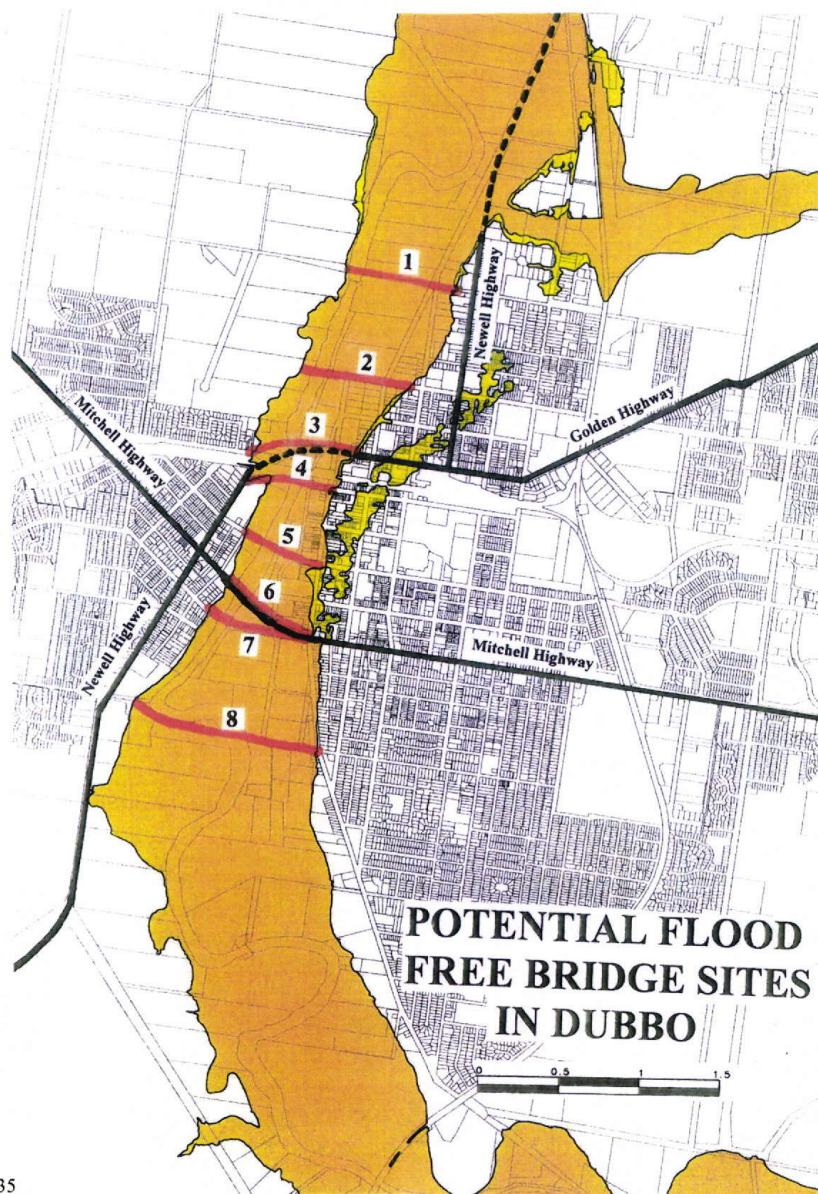 1
Newell Highway
2
Golden Highway
Mitchell Highway
3
4
5
6
7
Mitchell Highway
Newell Highway
8
POTENTIAL FLOOD
FREE BRIDGE SITES
IN DUBBO
0 0.5 1 1.5
35